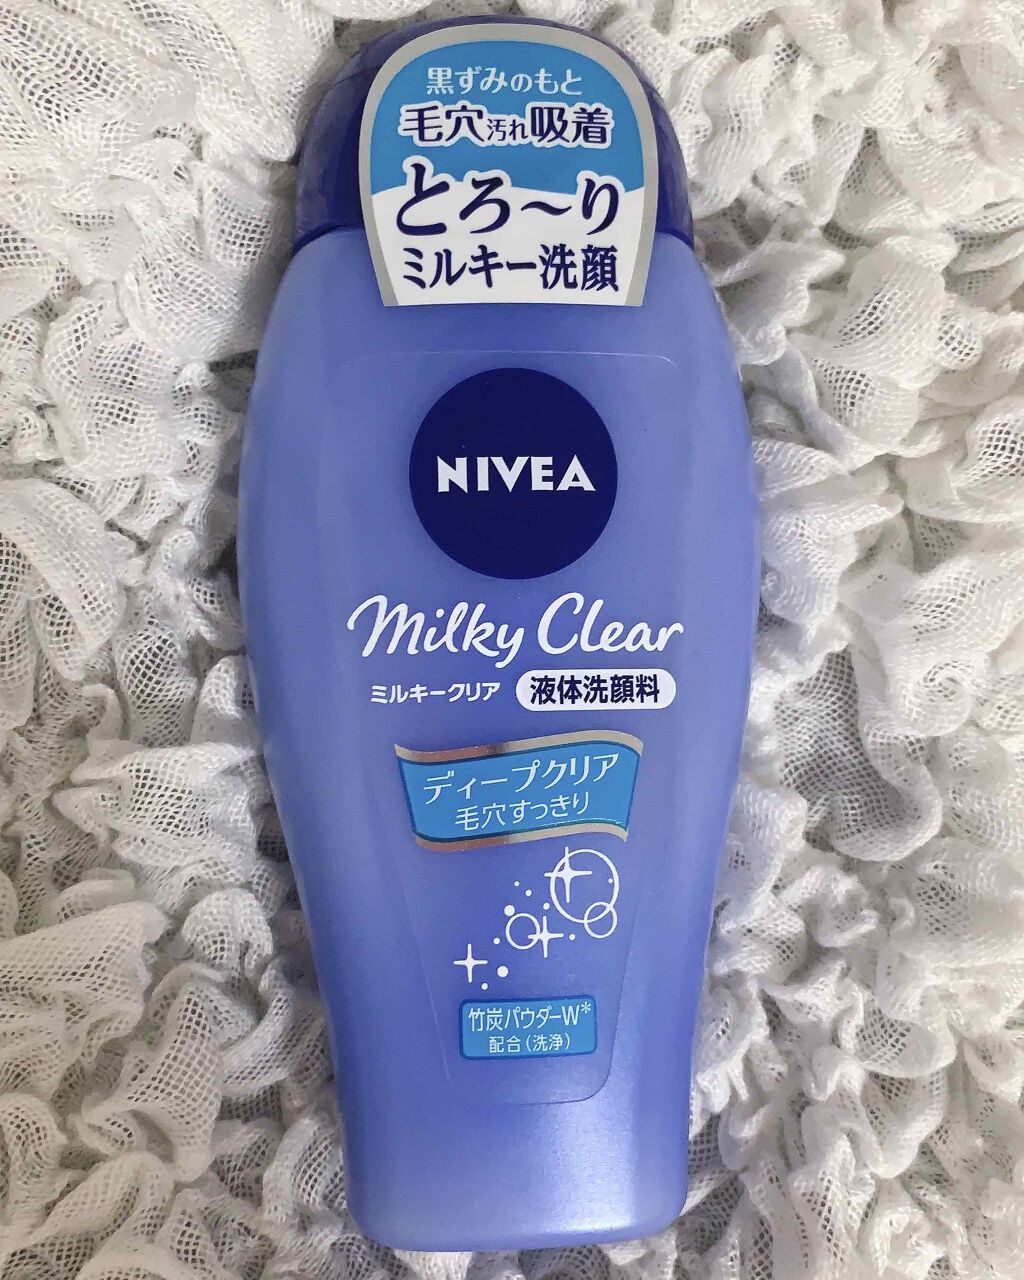 黒ずみのもと
毛穴汚れ吸着
とろ〜り
ミルキー洗顔
NIVEA
Milky Clear
ミルキークリア 液体洗顔料
ディープクリア
毛穴すっきり
竹炭パウダーW*
配合(洗浄)